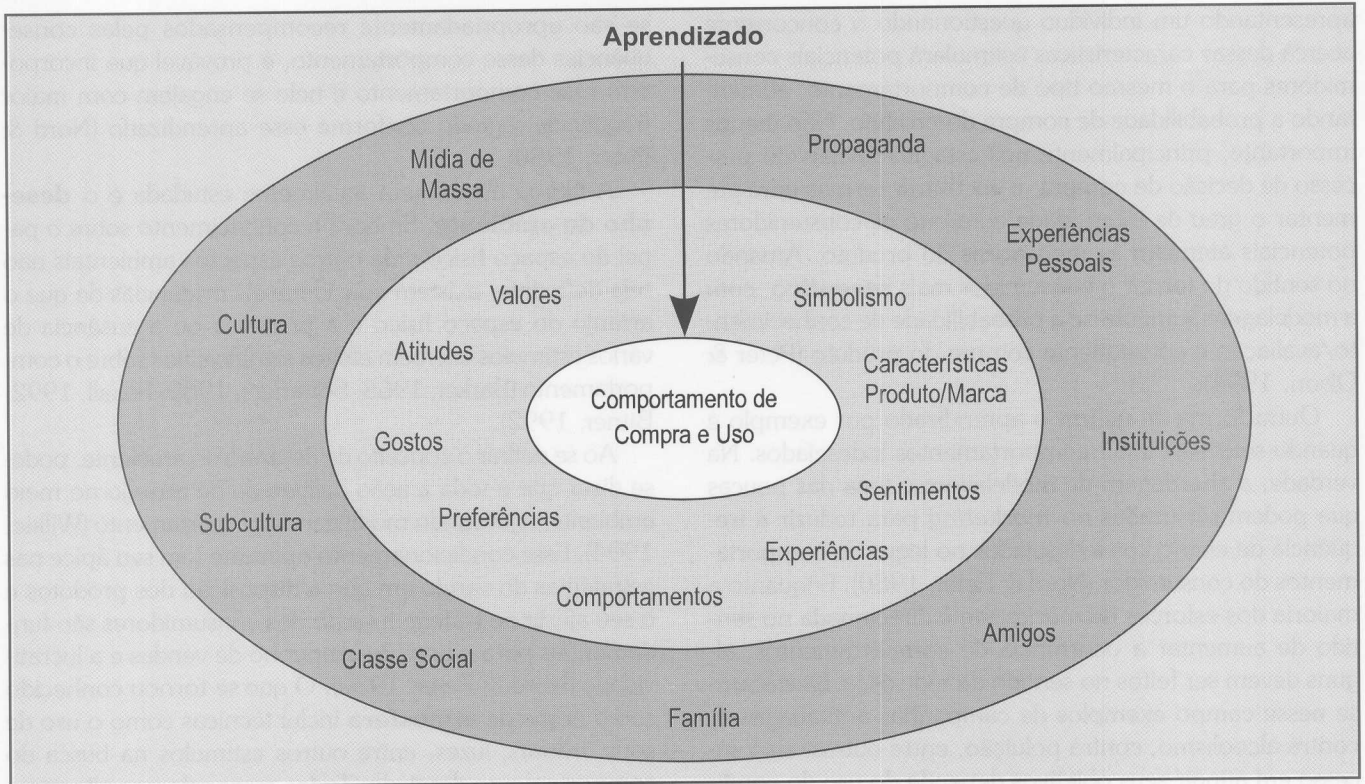 Aprendizado
Propaganda
Mídia de
Massa
Experiências
Pessoais
Valores
Simbolismo
Cultura
Atitudes
Características
Produto/Marca
Comportamento de
Compra e Uso
Gostos
Instituições
Sentimentos
Subcultura
Preferências
Experiências
Comportamentos
Amigos
Classe Social
Família